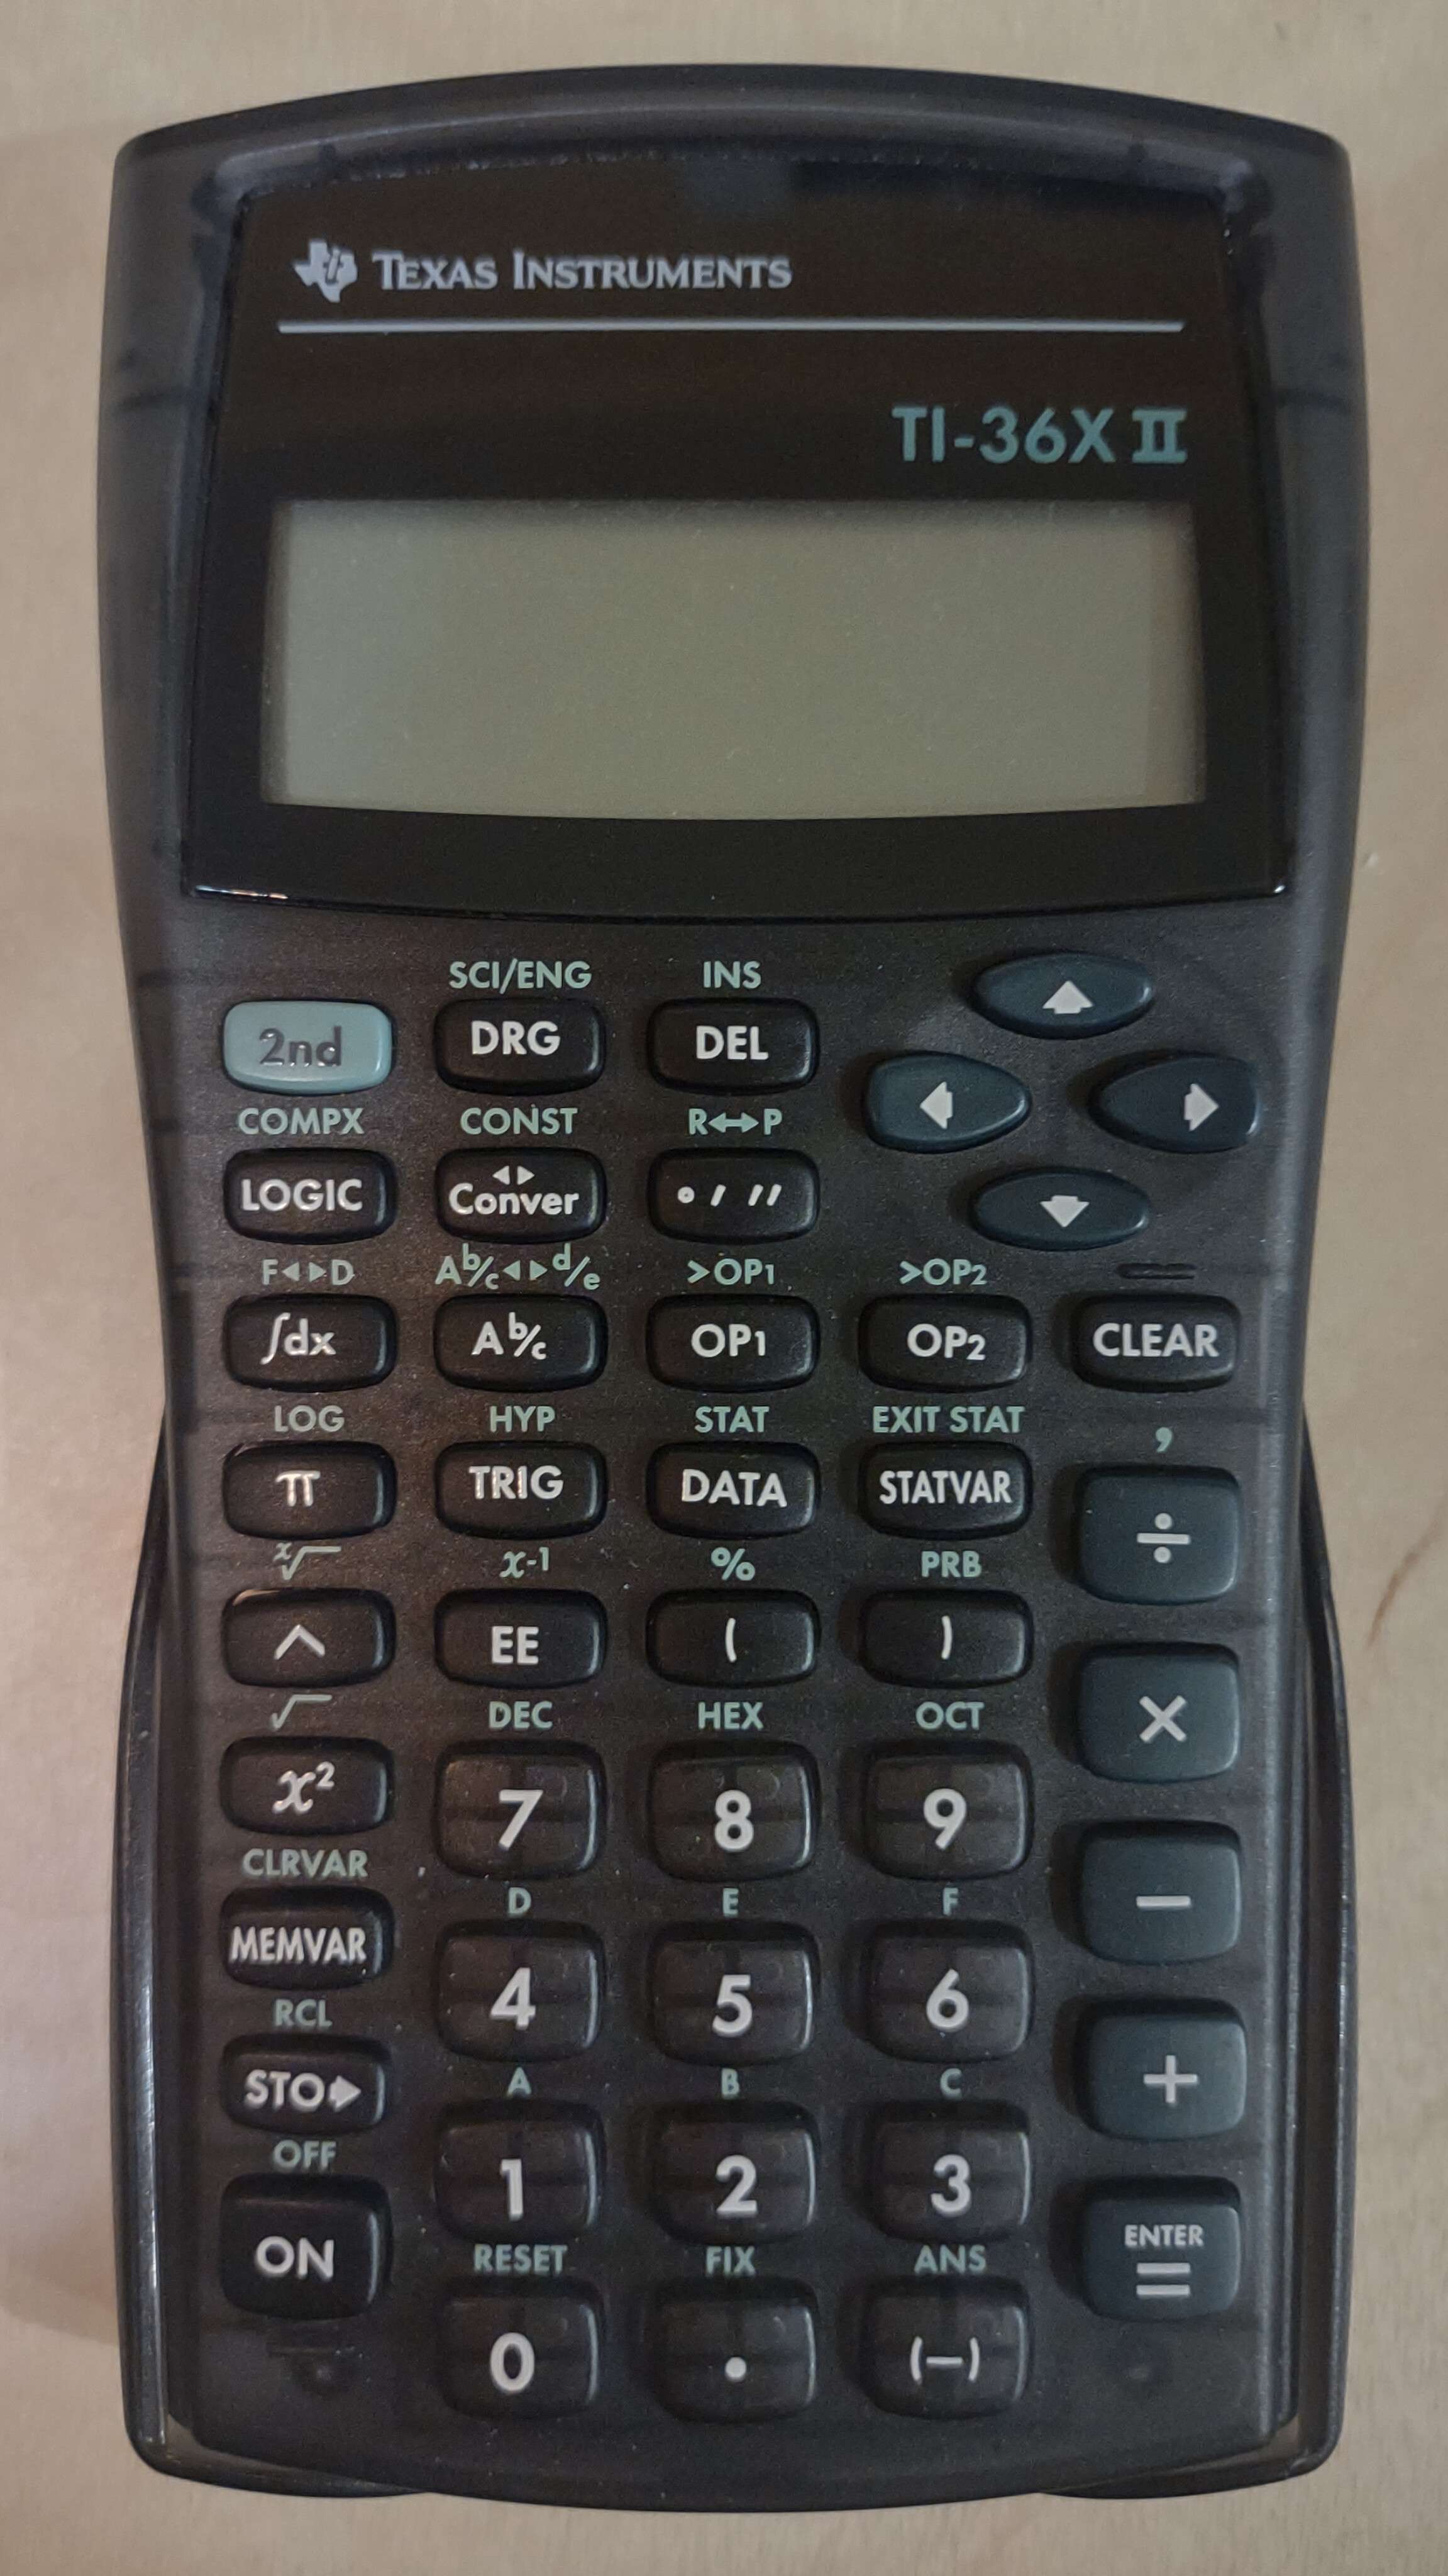 TEXAS INSTRUMENTS
TI-36X II
SCI/ENG INS
2nd DRG DEL
COMPX CONST R↔P
LOGIC ◄► Conver ° ′ ″
F◄►D Ab/c◄►d/e >OP1 >OP2
∫dx Ab/c OP1 OP2 CLEAR
LOG HYP STAT EXIT STAT ,
π TRIG DATA STATVAR ÷
x√ x-1 % PRB
^ EE ( ) ×
√ DEC HEX OCT
x² 7 8 9 −
CLRVAR D E F
MEMVAR 4 5 6
RCL A B C
STO► 1 2 3 +
OFF RESET FIX ANS
ON 0 . (−) ENTER =